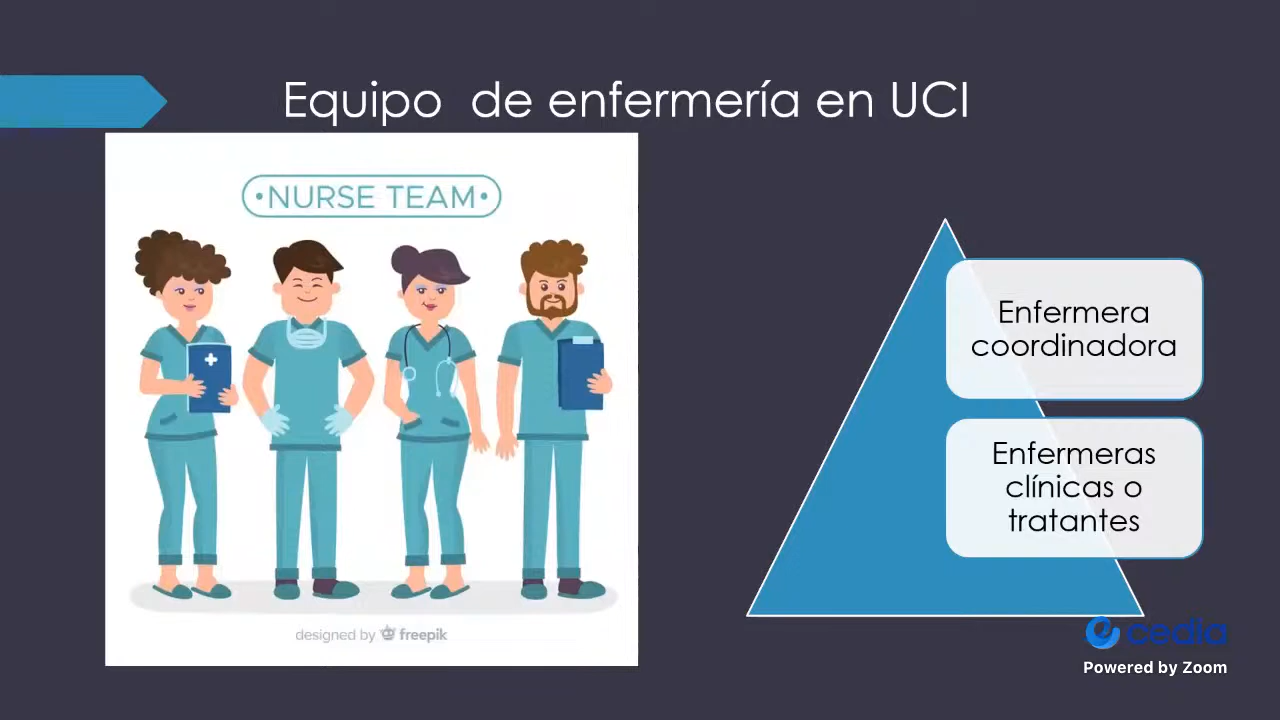 Equipo de enfermería en UCI
•NURSE TEAM•
designed by freepik
Enfermera
coordinadora
Enfermeras
clínicas o
tratantes
cedia
Powered by Zoom